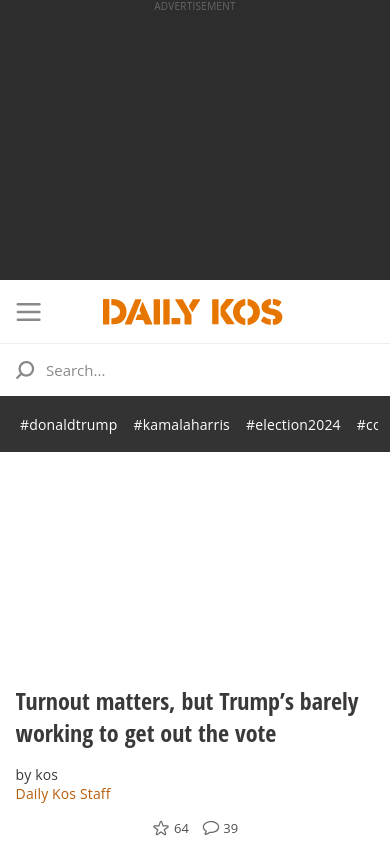 ADVERTISEMENT
DAILY KOS
Search...
#donaldtrump #kamalaharris #election2024
Turnout matters, but Trump’s barely
working to get out the vote
by kos
Daily Kos Staff
64 39